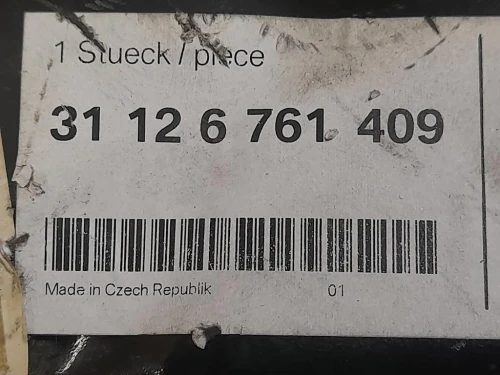 1 Stueck / piece
31 12 6 761 409
Made in Czech Republik
01